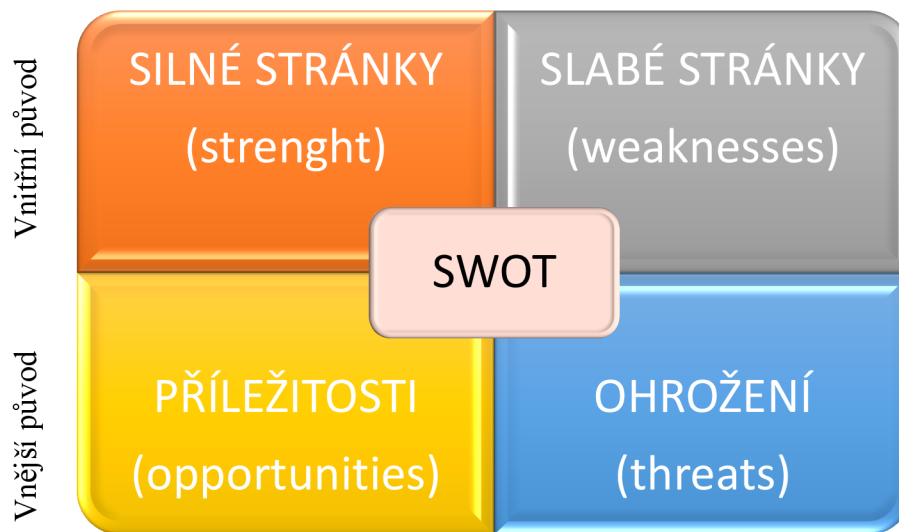 Vnitřní původ
SILNÉ STRÁNKY
(strenght)
SLABÉ STRÁNKY
(weaknesses)
SWOT
Vnější původ
PŘÍLEŽITOSTI
(opportunities)
OHROŽENÍ
(threats)